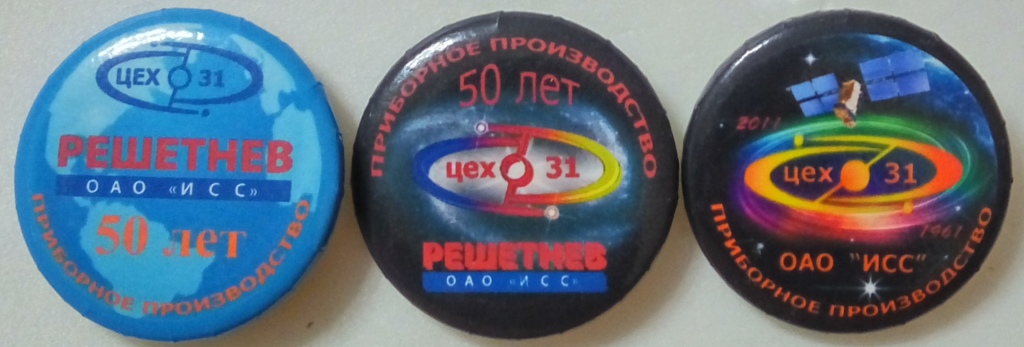 ЦЕХ 31
РЕШЕТНЕВ
ОАО «ИСС»
50 лет
ПРИБОРНОЕ ПРОИЗВОДСТВО
ПРИБОРНОЕ ПРОИЗВОДСТВО
50 лет
цех 31
РЕШЕТНЕВ
ОАО «ИСС»
2011
цех 31
1961
ОАО "ИСС"
ПРИБОРНОЕ ПРОИЗВОДСТВО